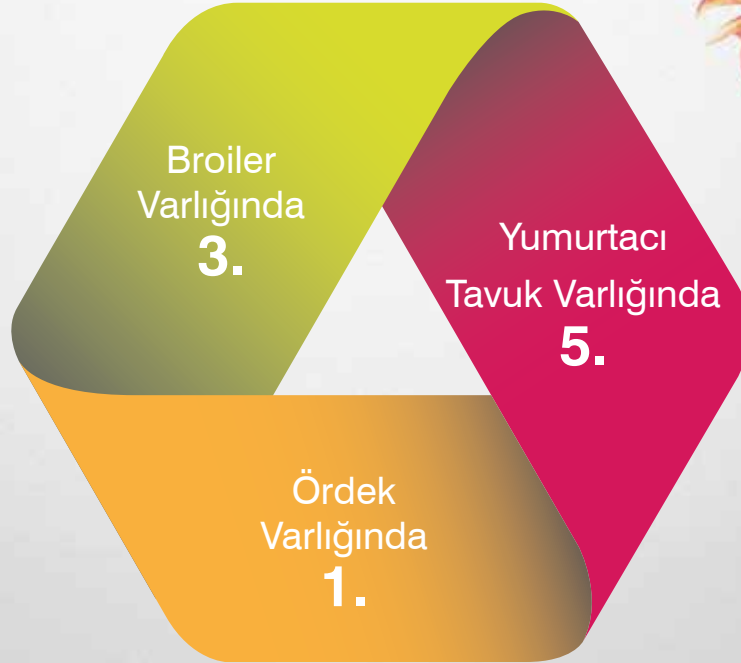 Broiler
Varlığında
3.
Yumurtacı
Tavuk Varlığında
5.
Ördek
Varlığında
1.